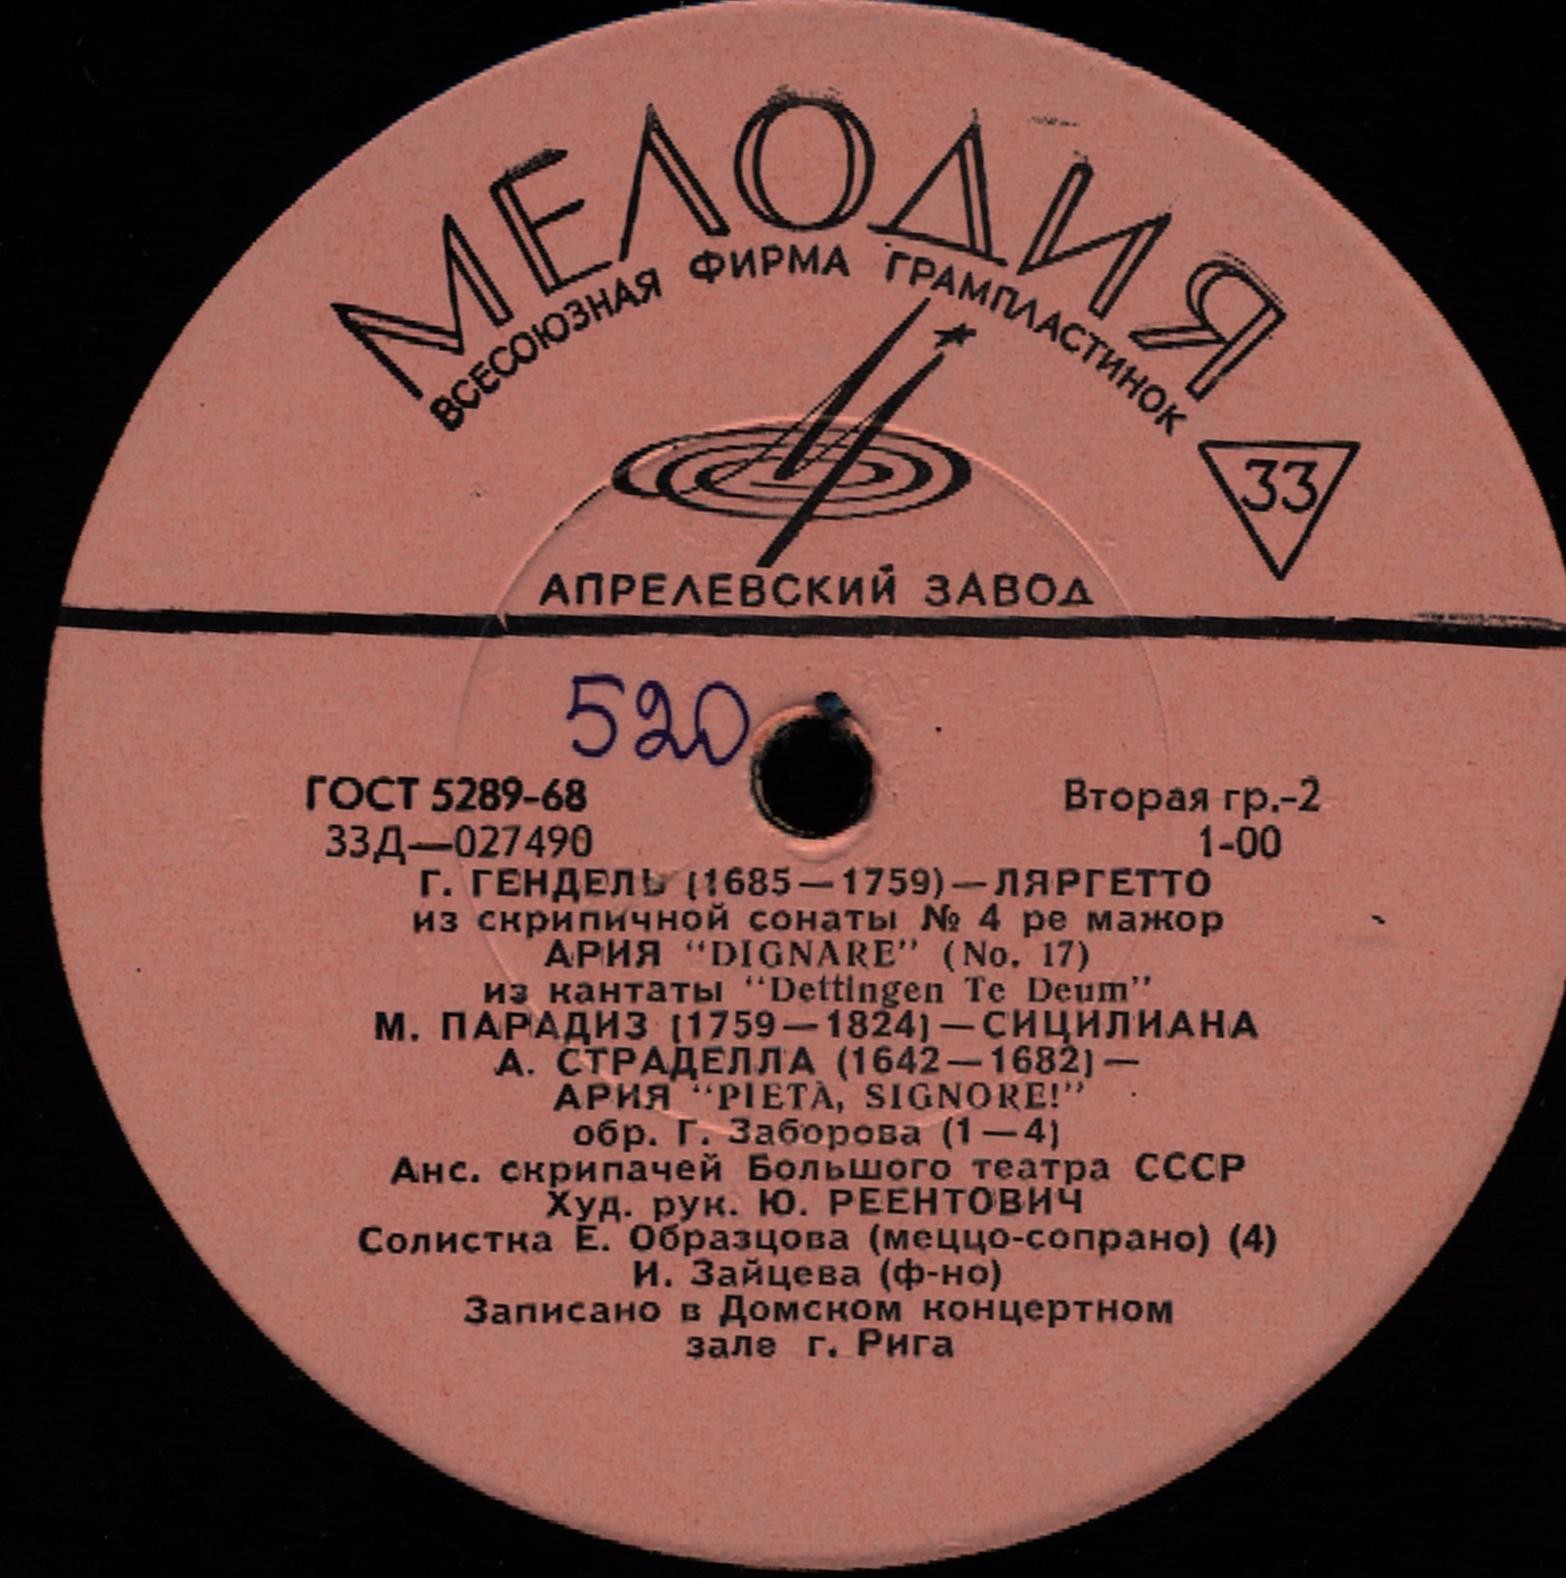 МЕЛОДИЯ
ВСЕСОЮЗНАЯ ФИРМА ГРАМПЛАСТИНОК
33
АПРЕЛЕВСКИЙ ЗАВОД
520
ГОСТ 5289-68 Вторая гр.-2
33Д—027490 1-00
Г. ГЕНДЕЛЬ (1685—1759)—ЛЯРГЕТТО
из скрипичной сонаты № 4 ре мажор
АРИЯ "DIGNARE" (No. 17)
из кантаты "Dettingen Te Deum"
М. ПАРАДИЗ (1759—1824)—СИЦИЛИАНА
А. СТРАДЕЛЛА (1642—1682)—
АРИЯ "PIETÀ, SIGNORE!"
обр. Г. Заборова (1—4)
Анс. скрипачей Большого театра СССР
Худ. рук. Ю. РЕЕНТОВИЧ
Солистка Е. Образцова (меццо-сопрано) (4)
И. Зайцева (ф-но)
Записано в Домском концертном
зале г. Рига